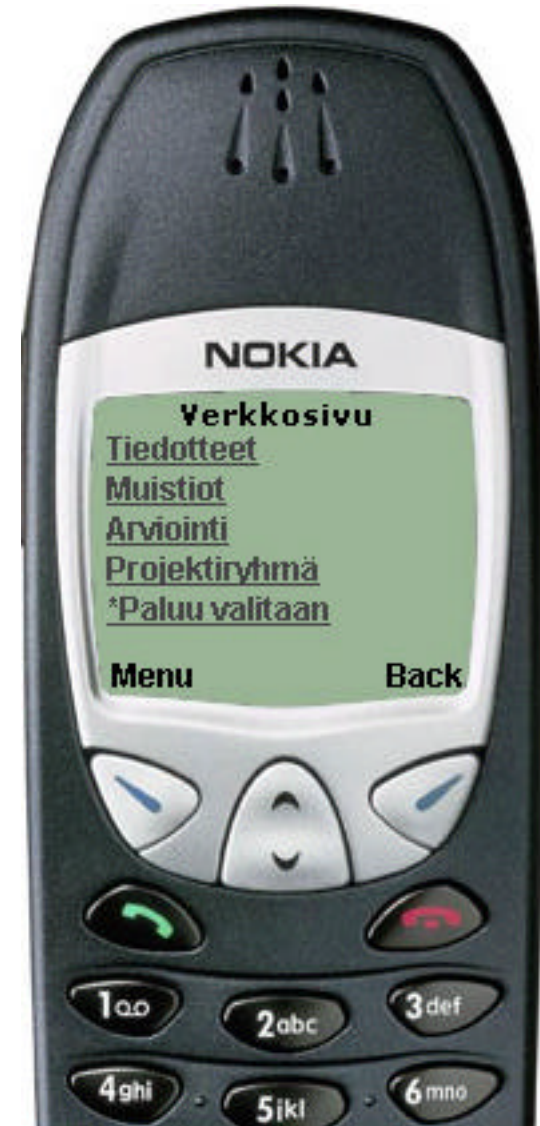 NOKIA
Verkkosivu
Tiedotteet
Muistiot
Arviointi
Projektiryhmä
*Paluu valitaan
Menu Back
1
2abc
3def
4ghi
5jkl
6mno